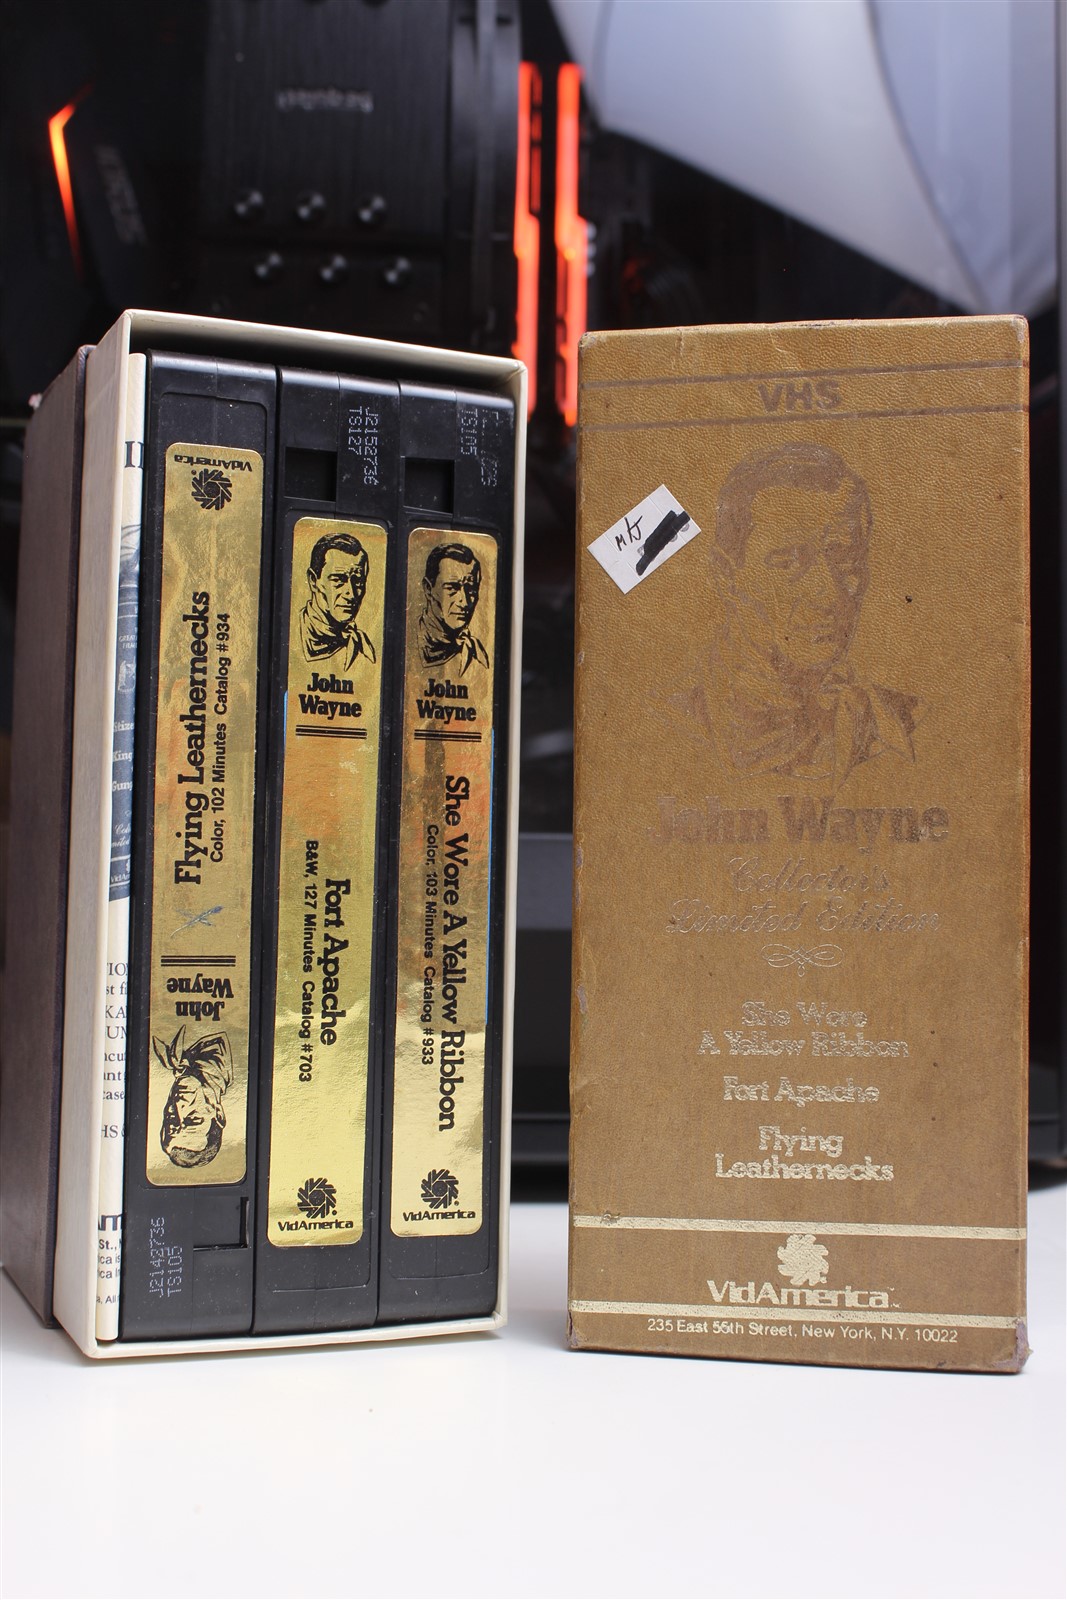 be quiet!
VidAmerica
Flying Leathernecks
Color, 102 Minutes Catalog #934
John
Wayne
J2142736
TS105
J2152736
TS127
John
Wayne
Fort Apache
B&W, 127 Minutes Catalog #703
VidAmerica
TS105
John
Wayne
She Wore A Yellow Ribbon
Color, 103 Minutes Catalog #933
VidAmerica
VHS
John Wayne
Collector's
Limited Edition
She Wore
A Yellow Ribbon
Fort Apache
Flying
Leathernecks
VidAmerica
235 East 55th Street, New York, N.Y. 10022